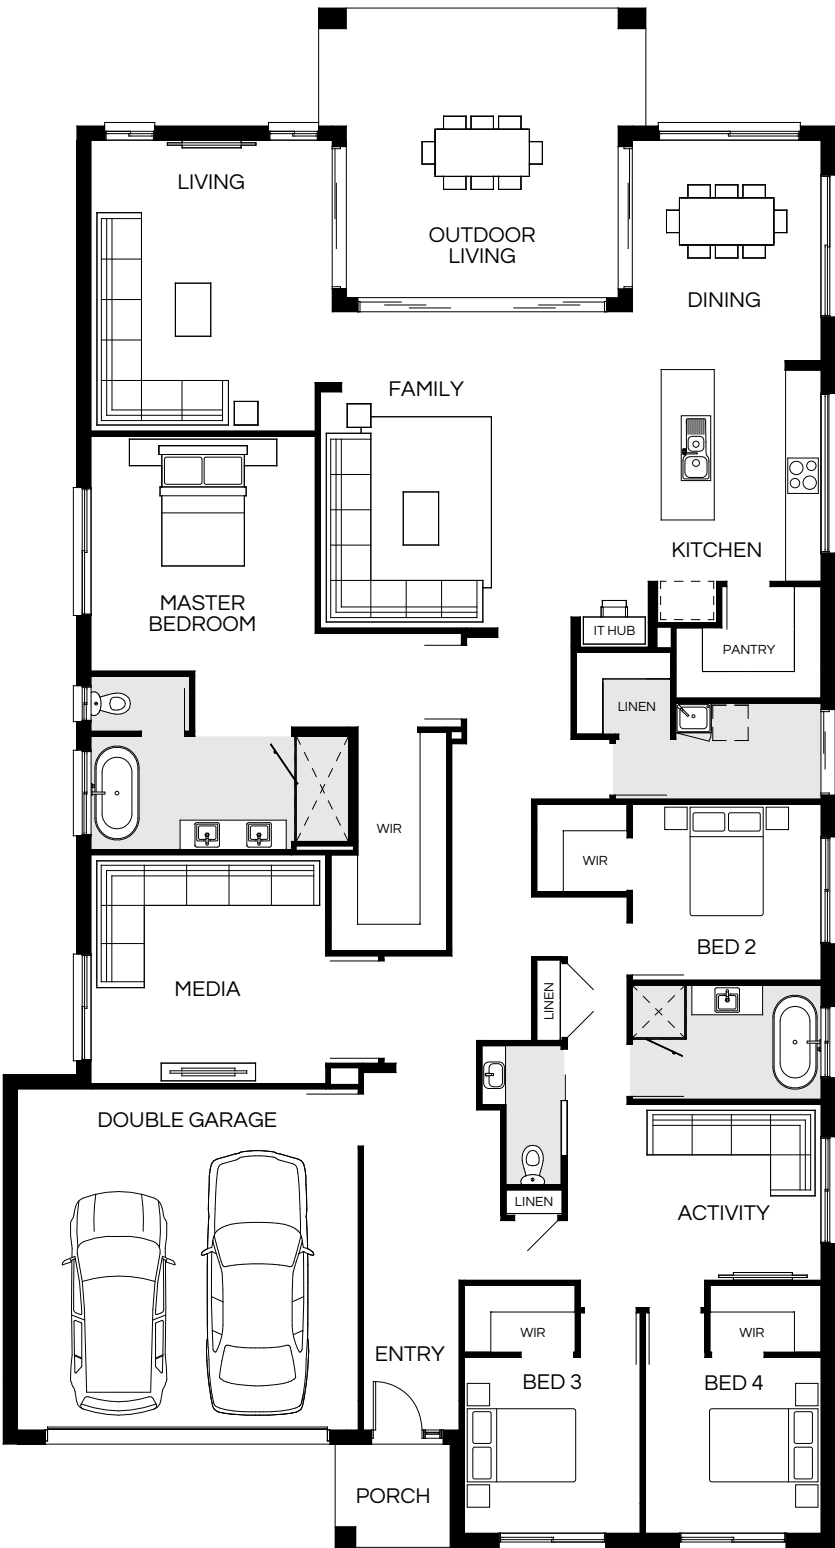 LIVING
OUTDOOR
LIVING
DINING
FAMILY
KITCHEN
MASTER
BEDROOM
IT HUB
PANTRY
LINEN
WIR
WIR
BED 2
MEDIA
LINEN
DOUBLE GARAGE
LINEN
ACTIVITY
WIR
WIR
ENTRY
BED 3
BED 4
PORCH